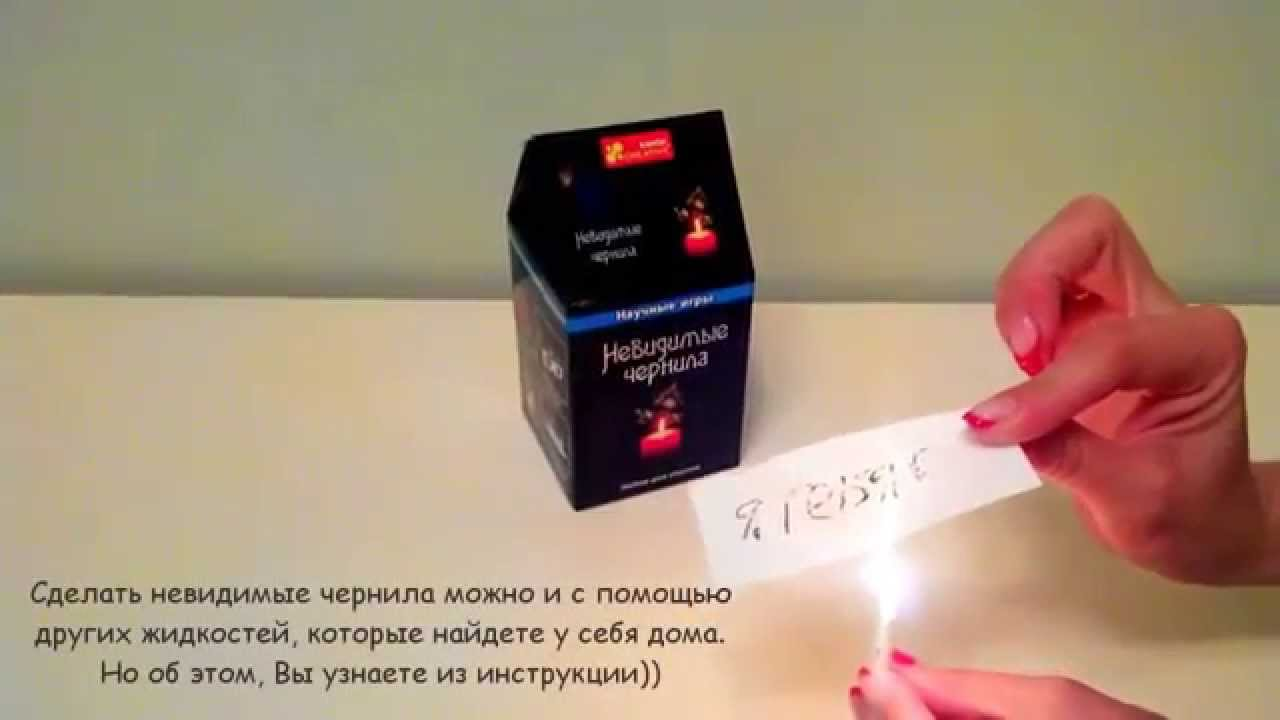 CREATIVE
Невидимые
чернила
Научные игры
Невидимые
чернила
Сделать невидимые чернила можно и с помощью
других жидкостей, которые найдете у себя дома.
Но об этом, Вы узнаете из инструкции))